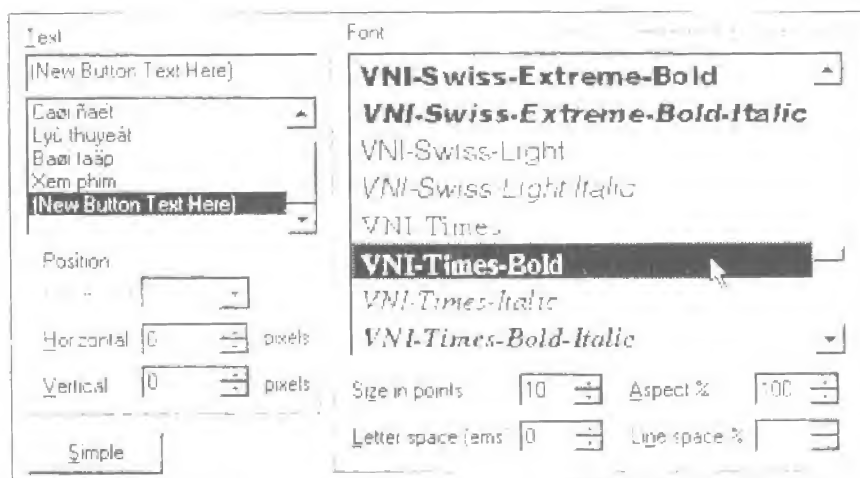 Text
(New Button Text Here)
Caøi ñaët
Lyù thuyeát
Baøi taäp
Xem phim
(New Button Text Here)
Position
Horizontal 0 pixels
Vertical 0 pixels
Simple
Font
VNI-Swiss-Extreme-Bold
VNI-Swiss-Extreme-Bold-Italic
VNI-Swiss-Light
VNI-Swiss-Light Italic
VNI Times
VNI-Times-Bold
VNI-Times-Italic
VNI-Times-Bold-Italic
Size in points 10 Aspect % 100
Letter space (ems) 0 Line space %